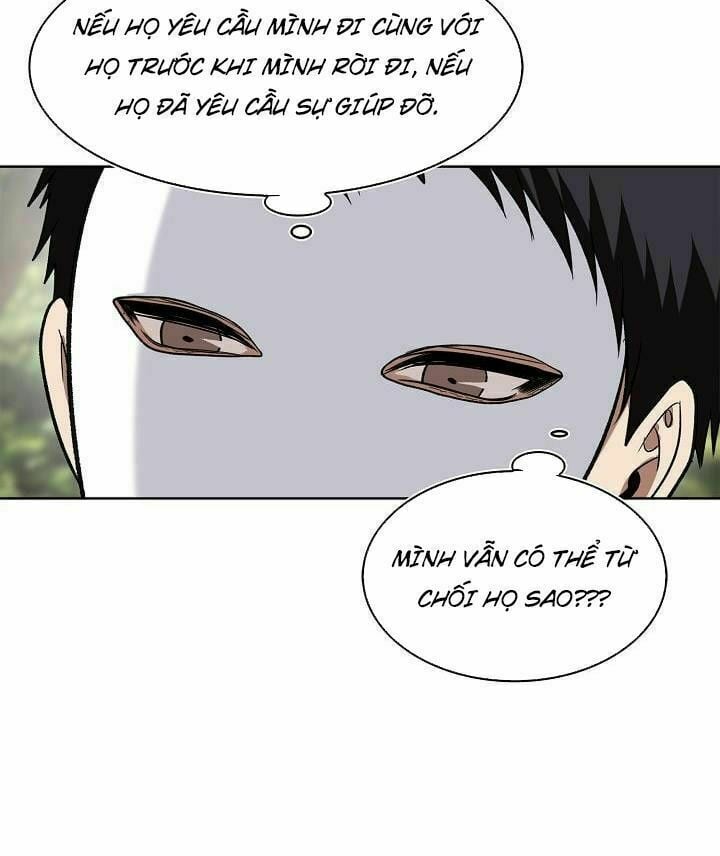 NẾU HỌ YÊU CẦU MÌNH ĐI CÙNG VỚI
HỌ TRƯỚC KHI MÌNH RỜI ĐI, NẾU
HỌ ĐÃ YÊU CẦU SỰ GIÚP ĐỠ.
MÌNH VẪN CÓ THỂ TỪ
CHỐI HỌ SAO???